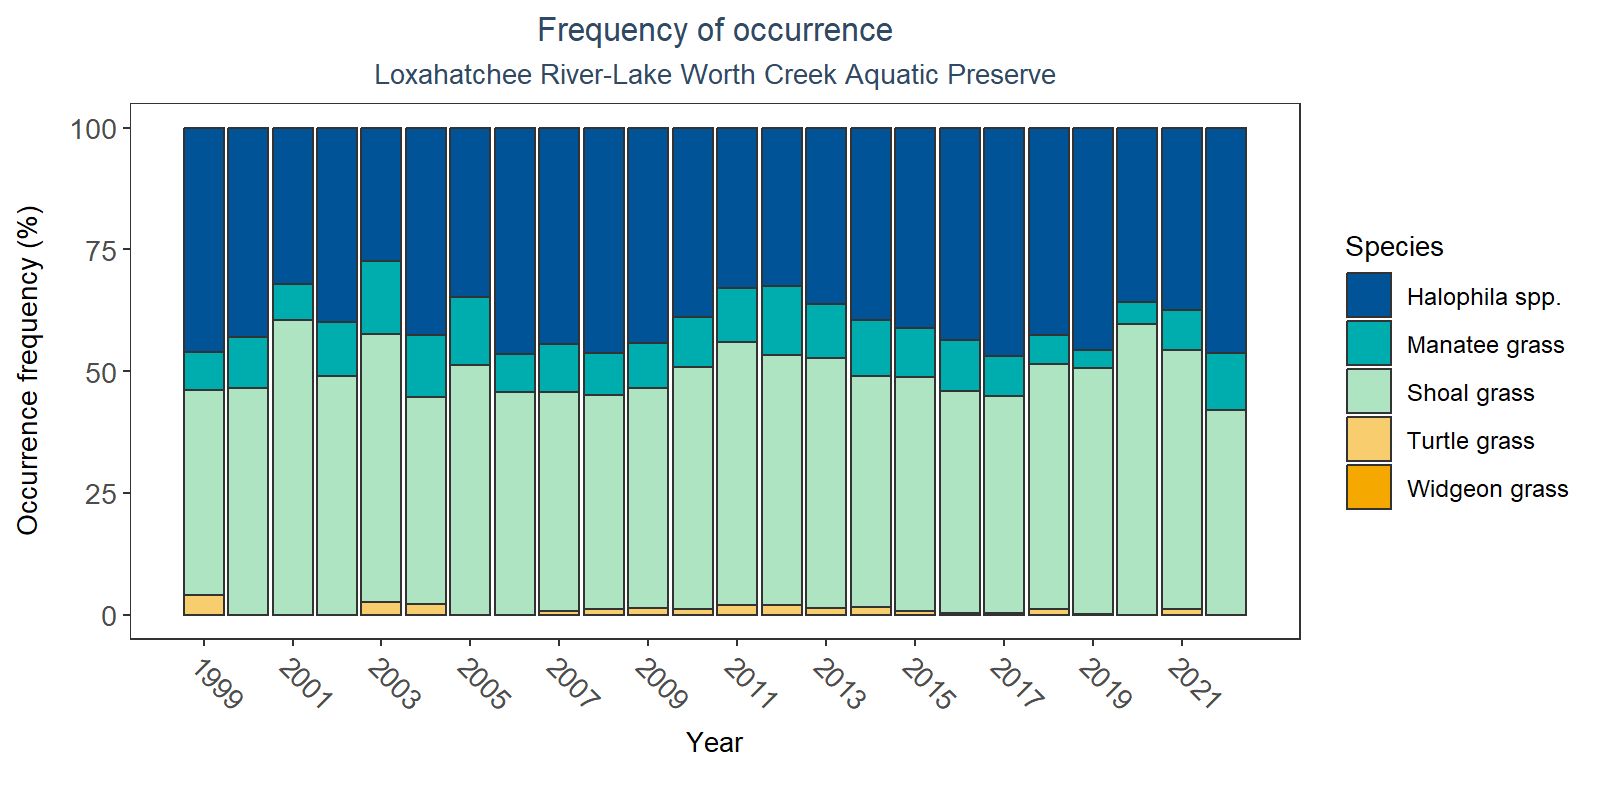 Frequency of occurrence
Loxahatchee River-Lake Worth Creek Aquatic Preserve
Occurrence frequency (%)
100
75
50
25
0
1999
2001
2003
2005
2007
2009
2011
2013
2015
2017
2019
2021
Year
Species
Halophila spp.
Manatee grass
Shoal grass
Turtle grass
Widgeon grass